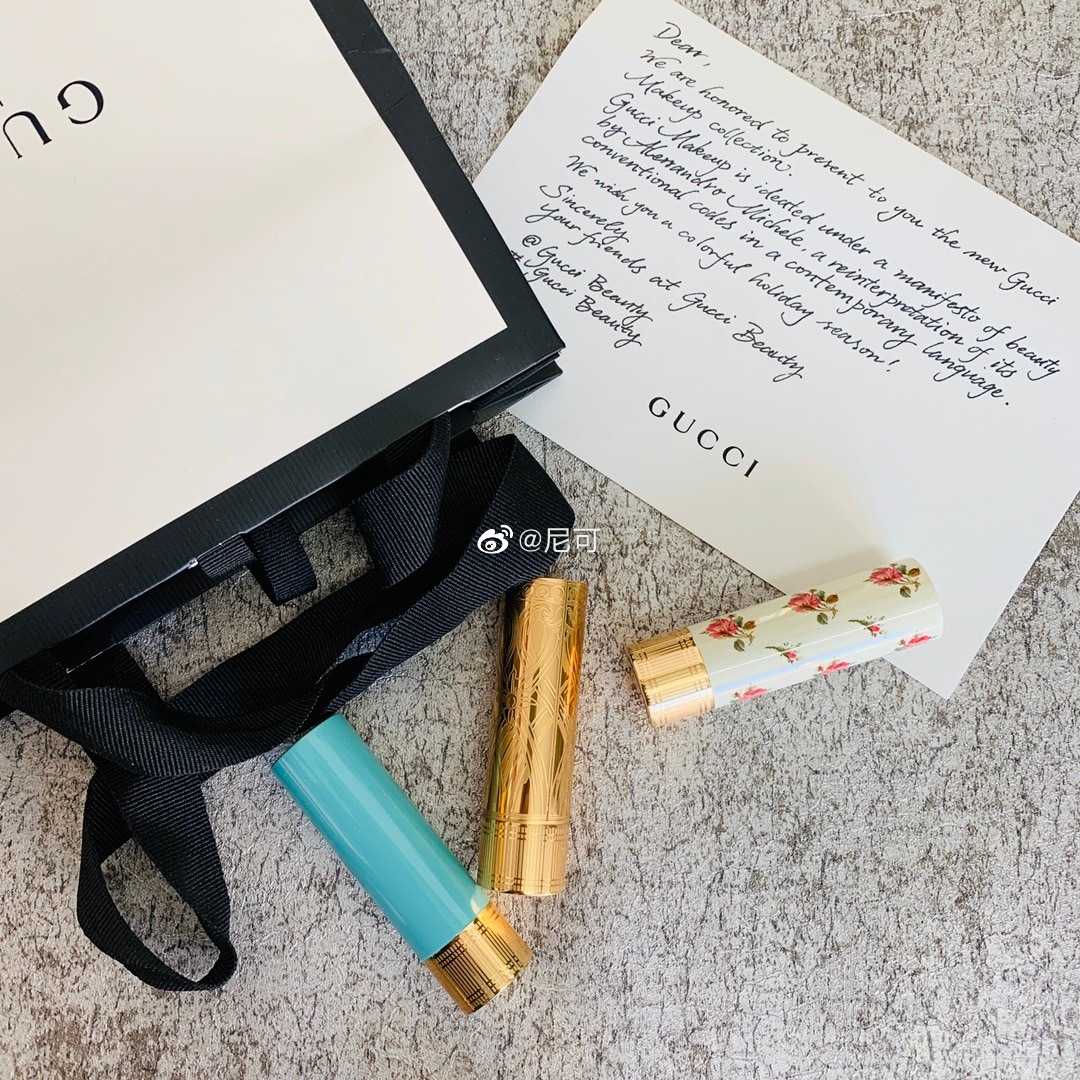 GU
Dear,
We are honored to present to you the new Gucci
Makeup collection.
Gucci Makeup is ideated under a manifesto of beauty
by Alessandro Michele, a reinterpretation of its
conventional codes in a contemporary language.
We wish you a colorful holiday season!
Sincerely
Your friends at Gucci Beauty
@Gucci Beauty
#Gucci Beauty
GUCCI
@尼可